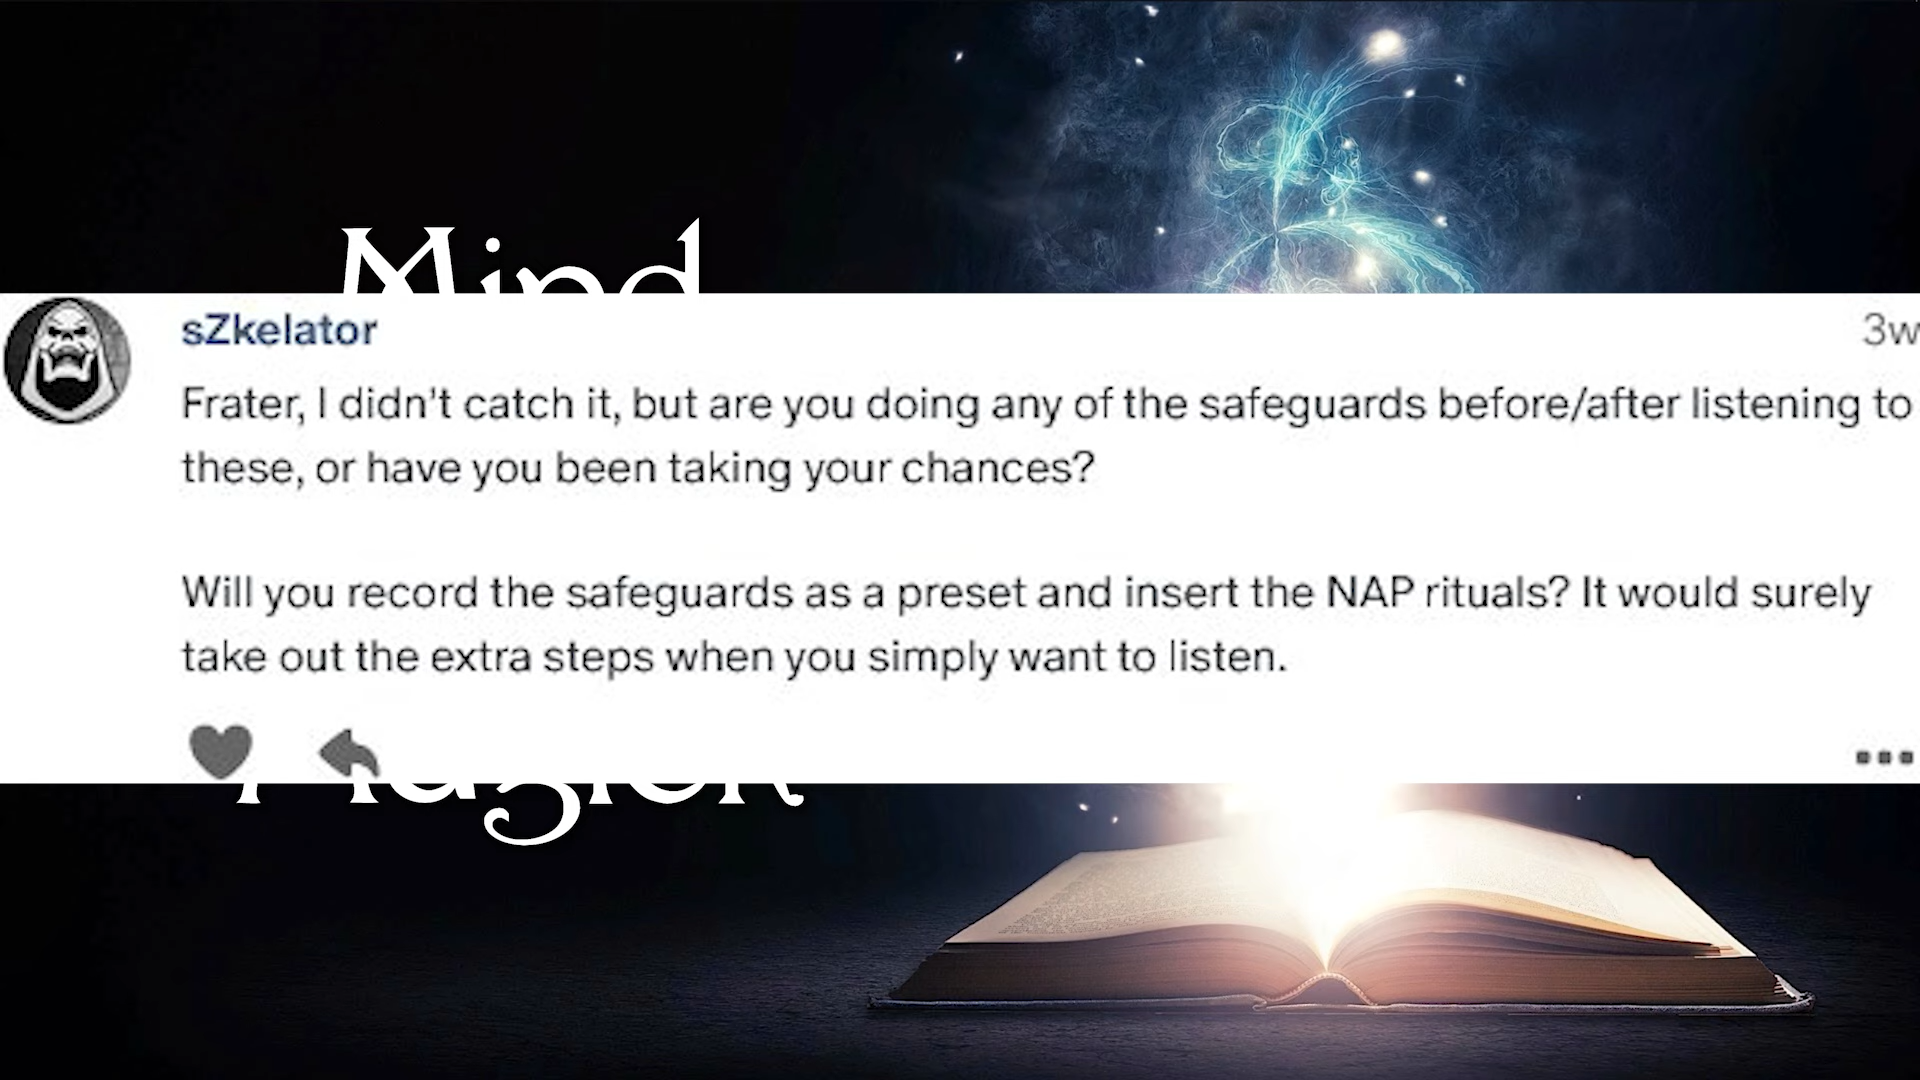 Mind
sZkelator
3w
Frater, I didn't catch it, but are you doing any of the safeguards before/after listening to
these, or have you been taking your chances?
Will you record the safeguards as a preset and insert the NAP rituals? It would surely
take out the extra steps when you simply want to listen.
Magick